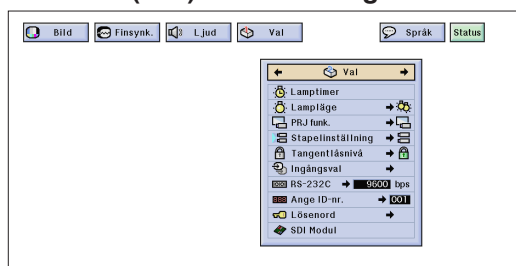 Bild Finsynk. Ljud Val Språk Status
Val
Lamptimer
Lampläge
PRJ funk.
Stapelinställning
Tangentlåsnivå
Ingångsval
RS-232C 9600 bps
Ange ID-nr. 001
Lösenord
SDI Modul